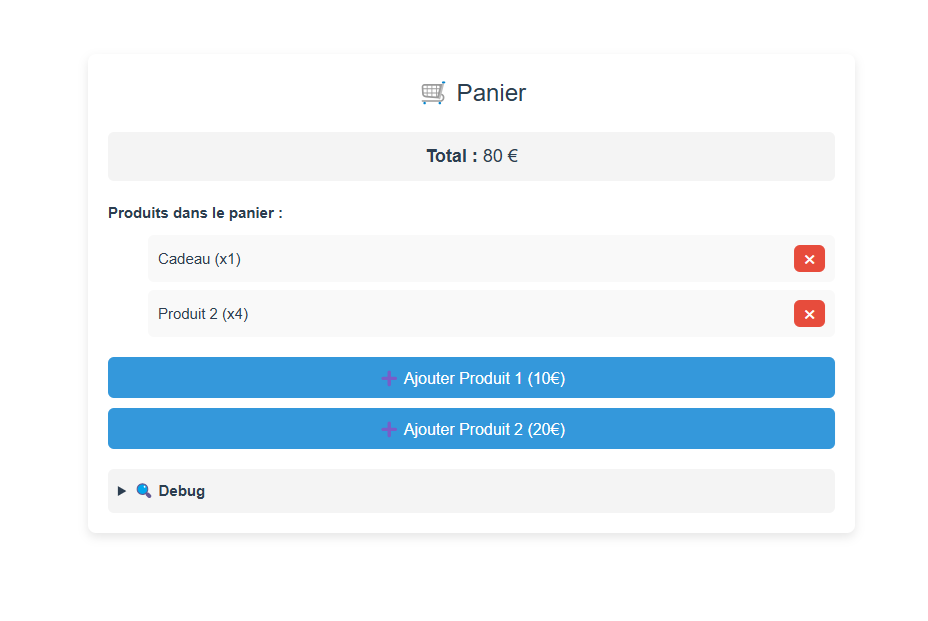 🛒 Panier
Total : 80 €
Produits dans le panier :
Cadeau (x1)
Produit 2 (x4)
➕ Ajouter Produit 1 (10€)
➕ Ajouter Produit 2 (20€)
▶ 🔍 Debug